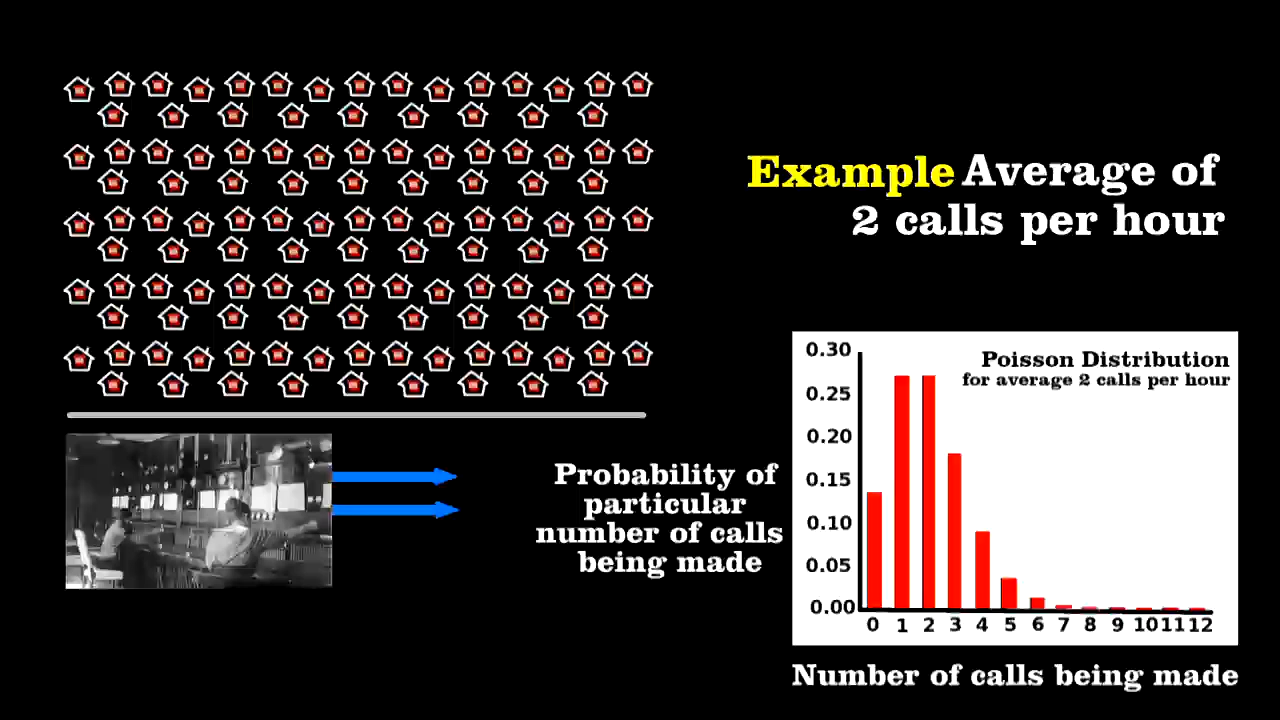 Example Average of
2 calls per hour
Probability of
particular
number of calls
being made
Poisson Distribution
for average 2 calls per hour
0.30
0.25
0.20
0.15
0.10
0.05
0.00
0 1 2 3 4 5 6 7 8 9 10 11 12
Number of calls being made